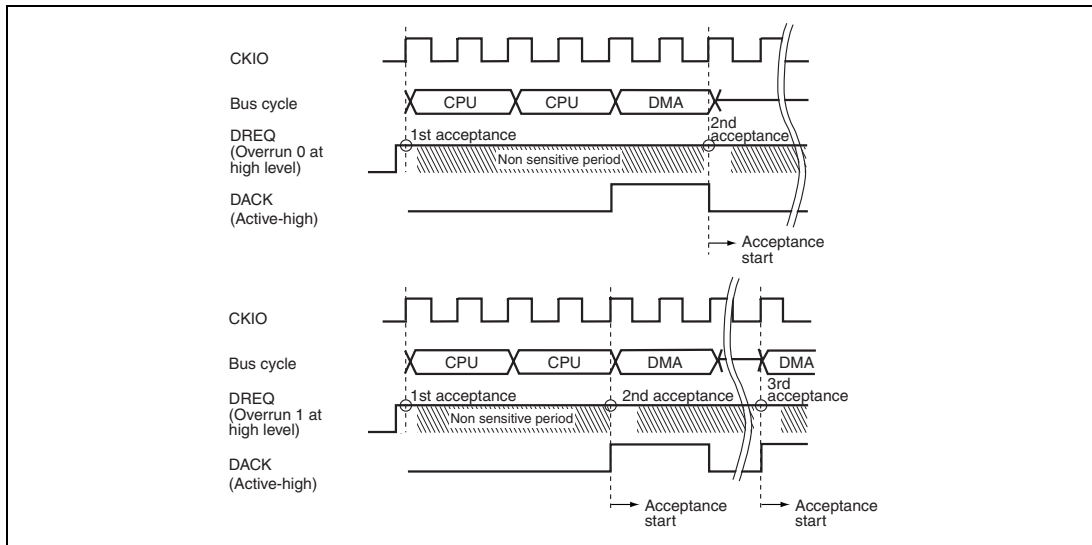 CKIO
Bus cycle
CPU
CPU
DMA
DREQ
(Overrun 0 at
high level)
1st acceptance
2nd
acceptance
Non sensitive period
DACK
(Active-high)
Acceptance
start
CKIO
Bus cycle
CPU
CPU
DMA
DMA
DREQ
(Overrun 1 at
high level)
1st acceptance
2nd acceptance
3rd
acceptance
Non sensitive period
DACK
(Active-high)
Acceptance
start
Acceptance
start